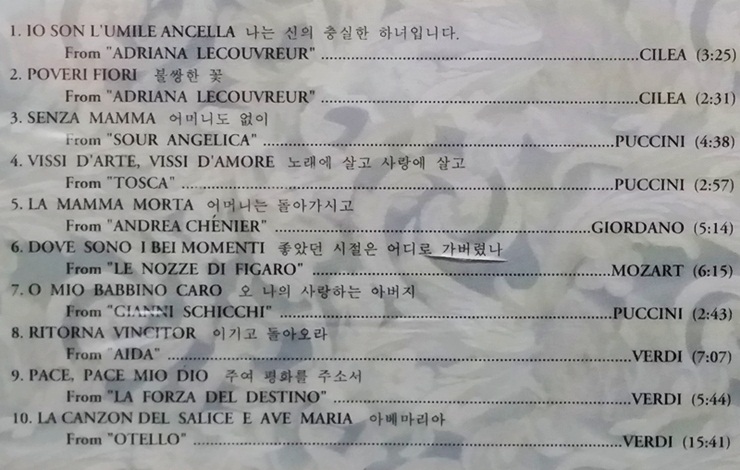 1. IO SON L'UMILE ANCELLA 나는 신의 충실한 하녀입니다.
From "ADRIANA LECOUVREUR" ........ CILEA (3:25)
2. POVERI FIORI 불쌍한 꽃
From "ADRIANA LECOUVREUR" ........ CILEA (2:31)
3. SENZA MAMMA 어머니도 없이
From "SOUR ANGELICA" ........ PUCCINI (4:38)
4. VISSI D'ARTE, VISSI D'AMORE 노래에 살고 사랑에 살고
From "TOSCA" ........ PUCCINI (2:57)
5. LA MAMMA MORTA 어머니는 돌아가시고
From "ANDREA CHÉNIER" ........ GIORDANO (5:14)
6. DOVE SONO I BEI MOMENTI 좋았던 시절은 어디로 가버렸나
From "LE NOZZE DI FIGARO" ........ MOZART (6:15)
7. O MIO BABBINO CARO 오 나의 사랑하는 아버지
From "GIANNI SCHICCHI" ........ PUCCINI (2:43)
8. RITORNA VINCITOR 이기고 돌아오라
From "AIDA" ........ VERDI (7:07)
9. PACE, PACE MIO DIO 주여 평화를 주소서
From "LA FORZA DEL DESTINO" ........ VERDI (5:44)
10. LA CANZON DEL SALICE E AVE MARIA 아베마리아
From "OTELLO" ........ VERDI (15:41)